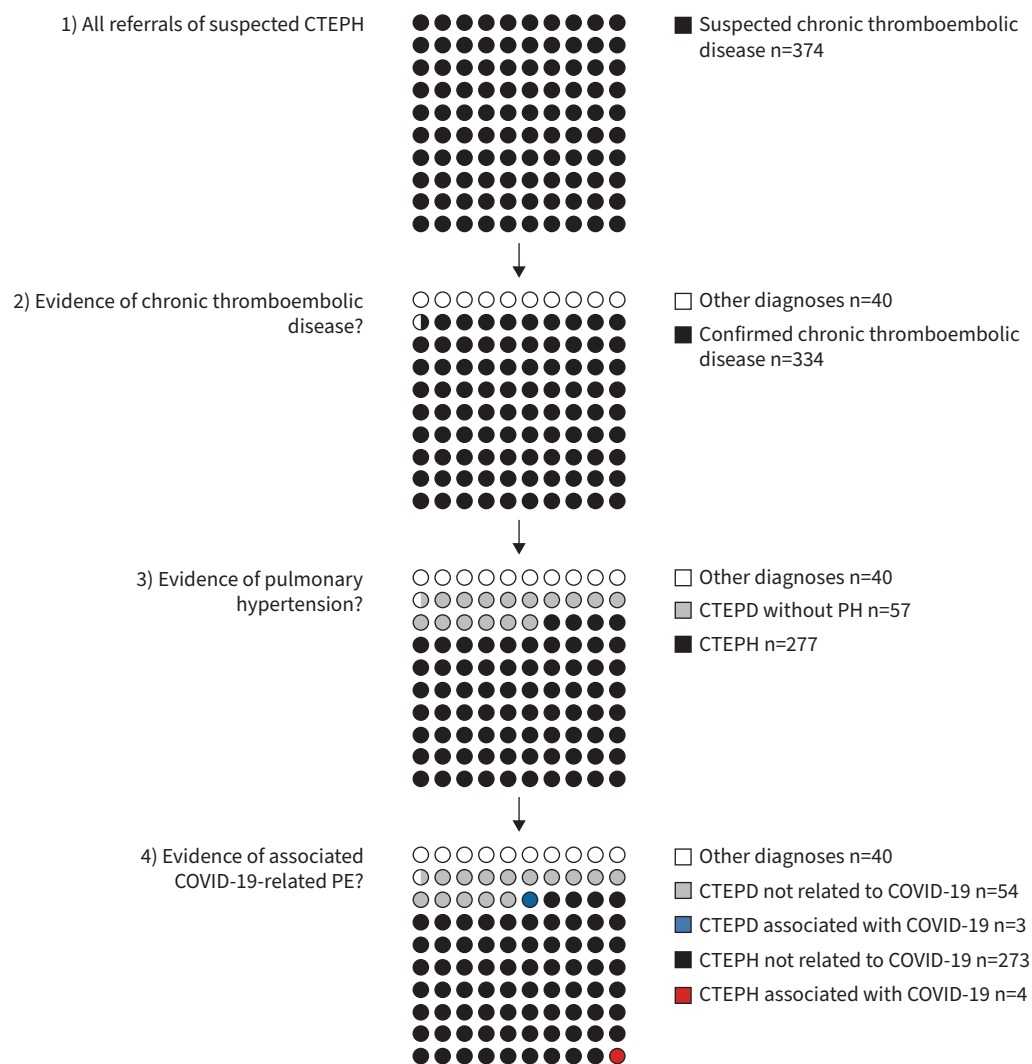 1) All referrals of suspected CTEPH
Suspected chronic thromboembolic
disease n=374
2) Evidence of chronic thromboembolic
disease?
Other diagnoses n=40
Confirmed chronic thromboembolic
disease n=334
3) Evidence of pulmonary
hypertension?
Other diagnoses n=40
CTEPD without PH n=57
CTEPH n=277
4) Evidence of associated
COVID-19-related PE?
Other diagnoses n=40
CTEPD not related to COVID-19 n=54
CTEPD associated with COVID-19 n=3
CTEPH not related to COVID-19 n=273
CTEPH associated with COVID-19 n=4